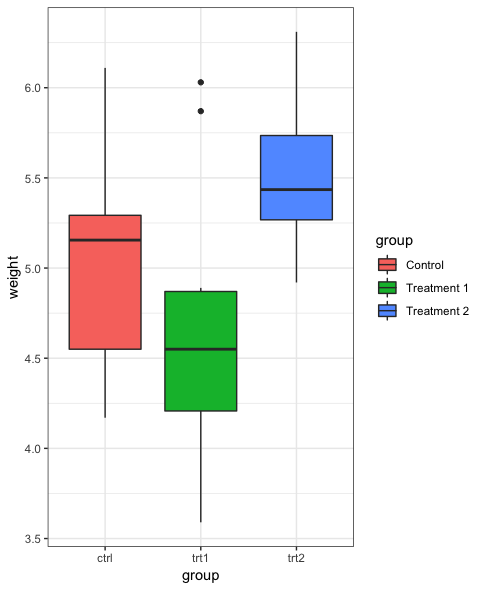 weight
6.0
5.5
5.0
4.5
4.0
3.5
ctrl
trt1
trt2
group
group
Control
Treatment 1
Treatment 2